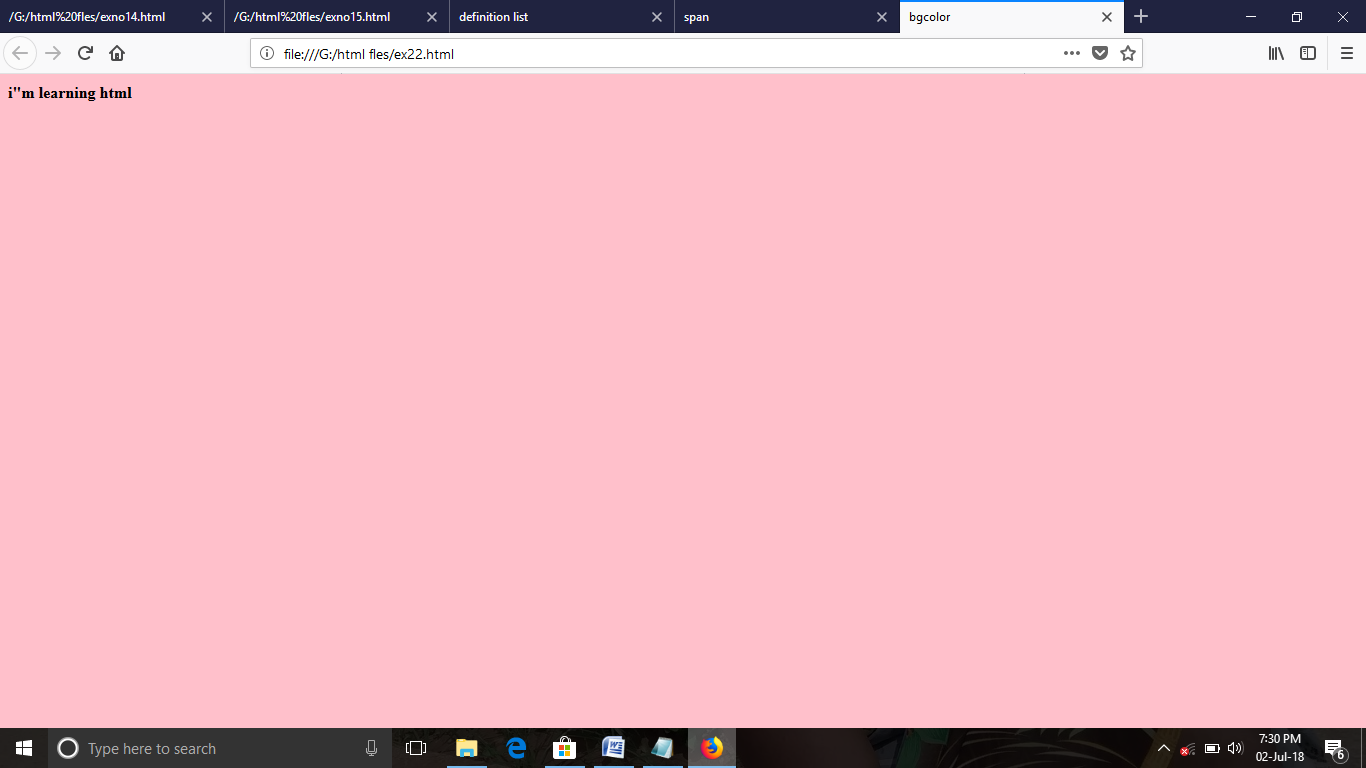 /G:/html%20fles/exno14.html
/G:/html%20fles/exno15.html
definition list
span
bgcolor
file:///G:/html fles/ex22.html
i"m learning html
Type here to search
7:30 PM
02-Jul-18
6